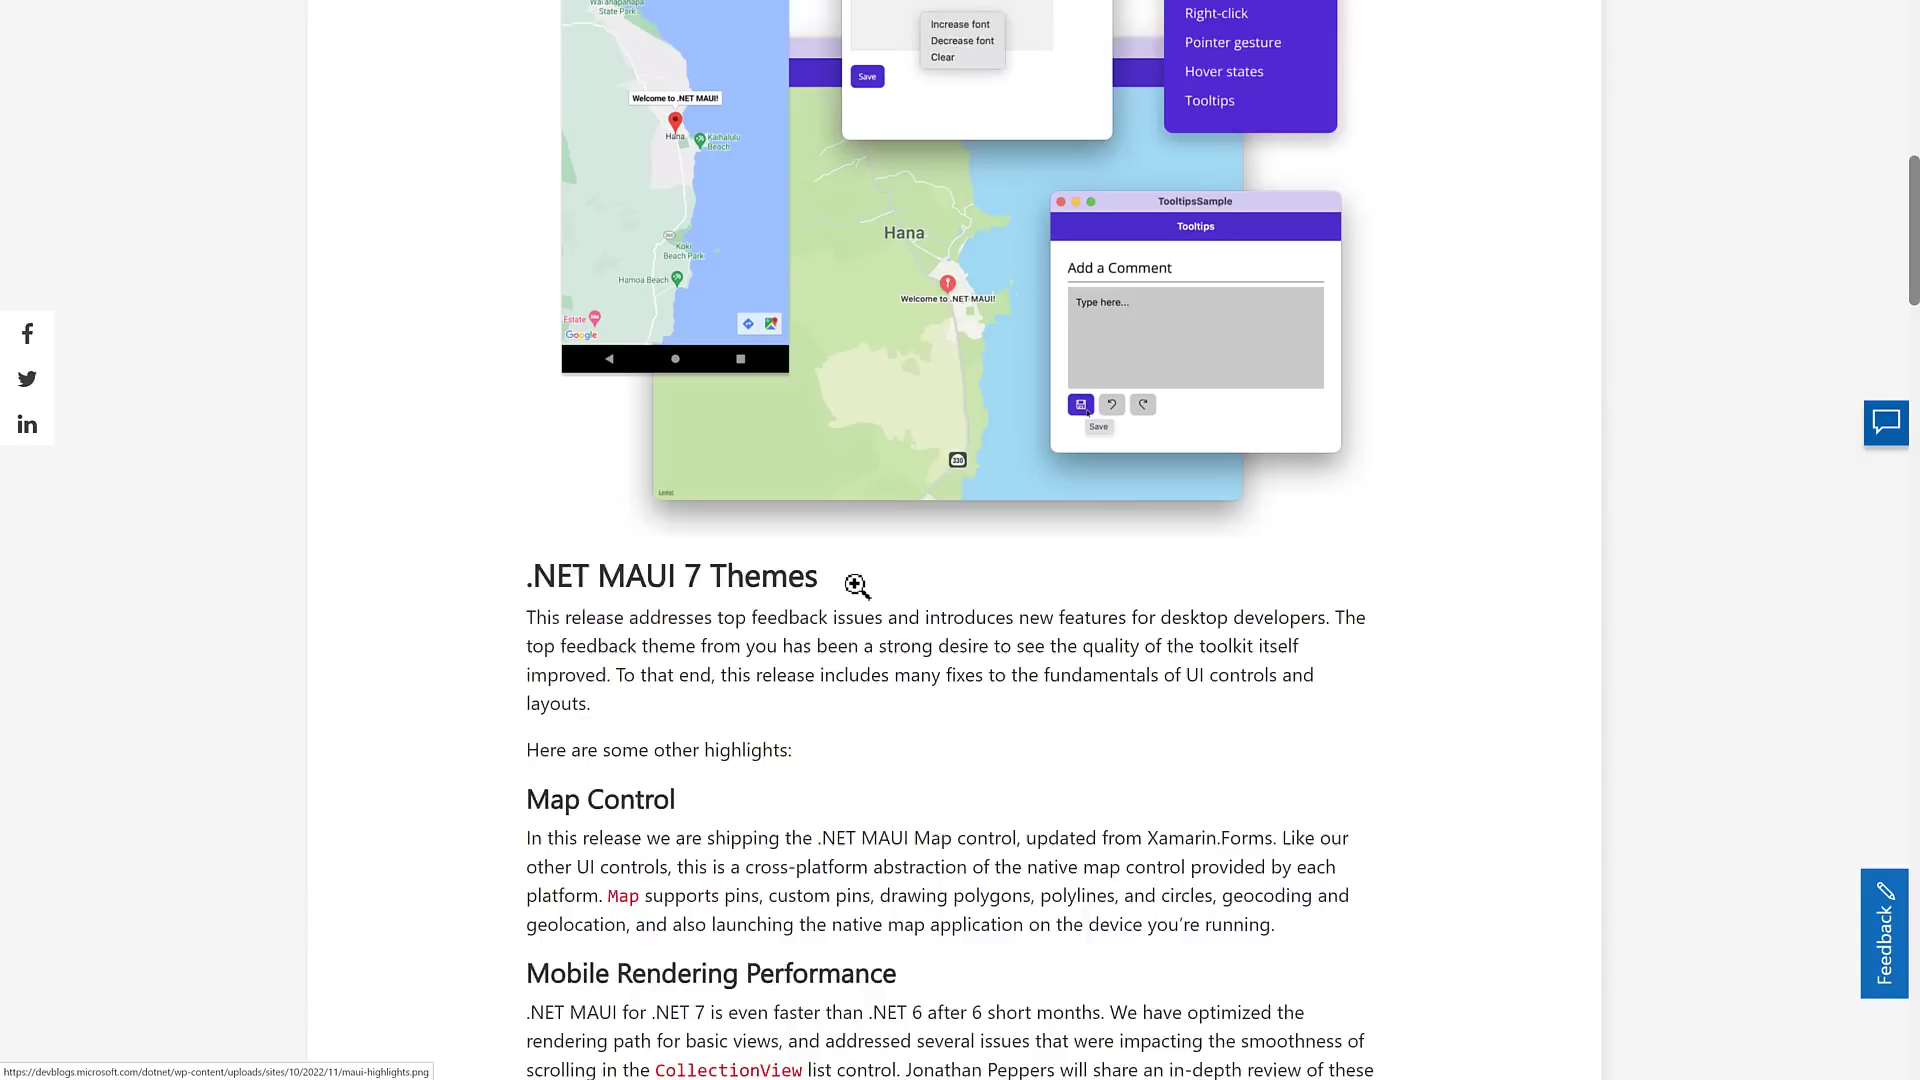 Wai'anapanapa
State Park
Welcome to .NET MAUI!
Hana
Kaihalulu
Beach
Koki
Beach Park
Hamoa Beach
Estate
Google
Increase font
Decrease font
Clear
Save
Right-click
Pointer gesture
Hover states
Tooltips
Hana
Welcome to .NET MAUI!
330
Legal
TooltipsSample
Tooltips
Add a Comment
Type here...
Save
.NET MAUI 7 Themes
This release addresses top feedback issues and introduces new features for desktop developers. The
top feedback theme from you has been a strong desire to see the quality of the toolkit itself
improved. To that end, this release includes many fixes to the fundamentals of UI controls and
layouts.
Here are some other highlights:
Map Control
In this release we are shipping the .NET MAUI Map control, updated from Xamarin.Forms. Like our
other UI controls, this is a cross-platform abstraction of the native map control provided by each
platform. Map supports pins, custom pins, drawing polygons, polylines, and circles, geocoding and
geolocation, and also launching the native map application on the device you’re running.
Mobile Rendering Performance
.NET MAUI for .NET 7 is even faster than .NET 6 after 6 short months. We have optimized the
rendering path for basic views, and addressed several issues that were impacting the smoothness of
scrolling in the CollectionView list control. Jonathan Peppers will share an in-depth review of these
Feedback
https://devblogs.microsoft.com/dotnet/wp-content/uploads/sites/10/2022/11/maui-highlights.png